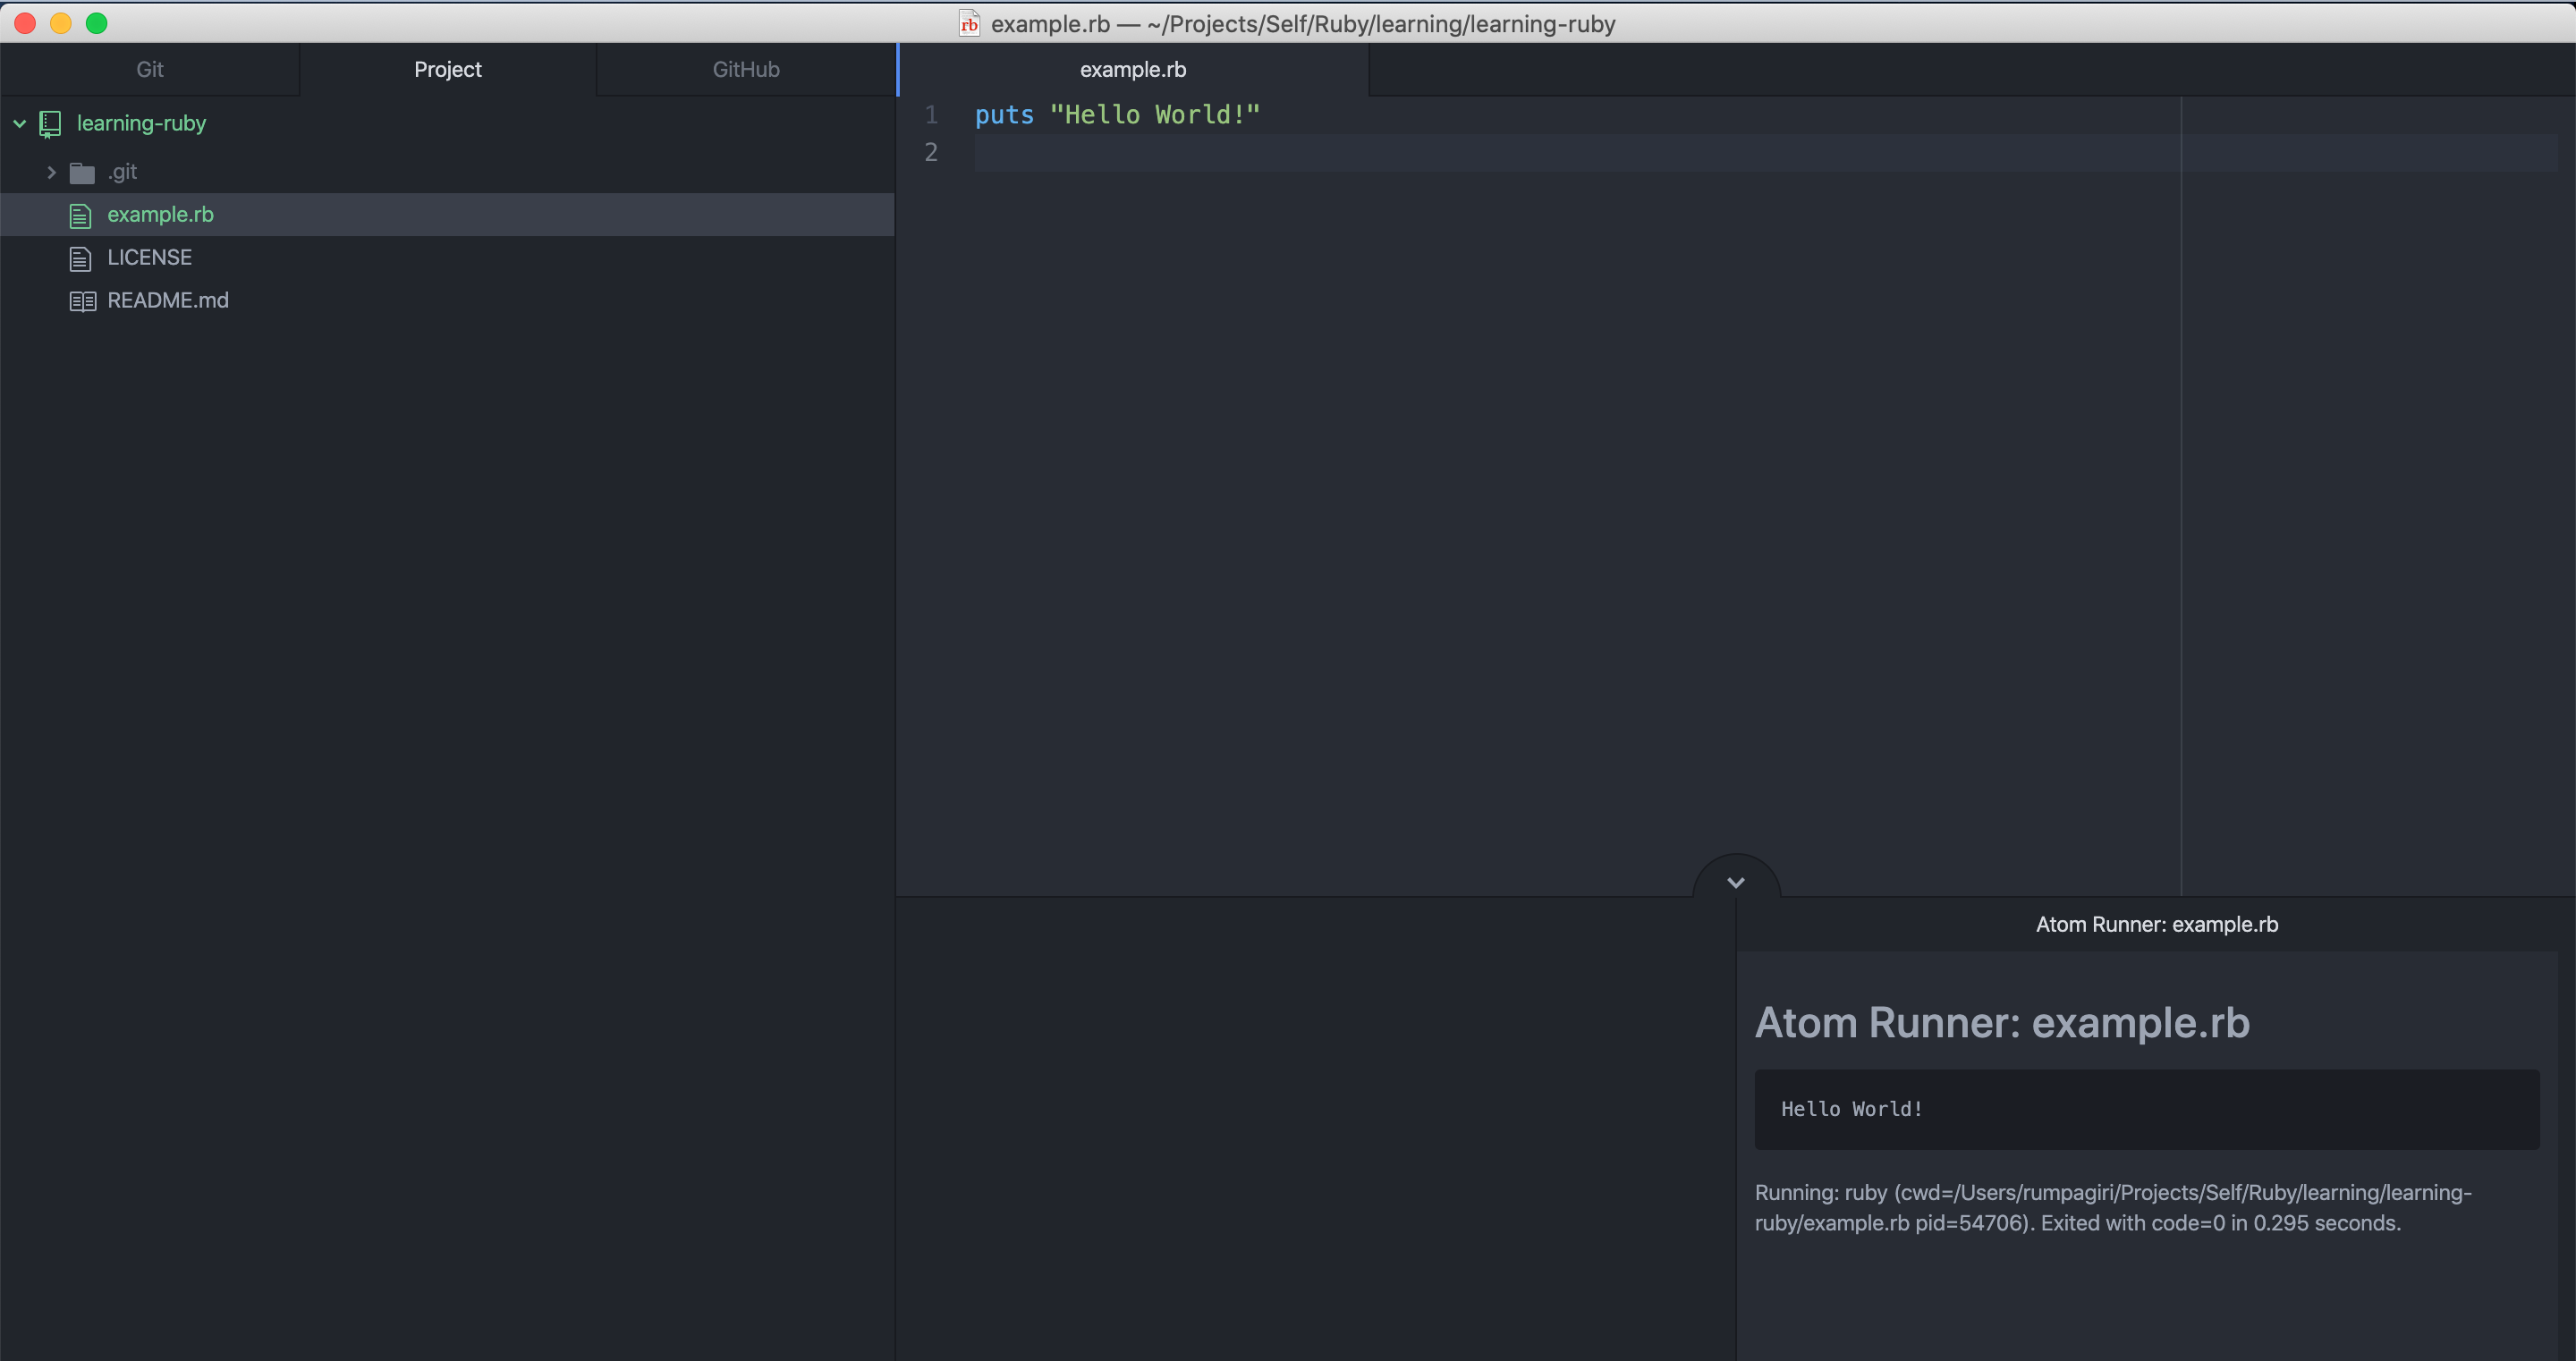 rb example.rb — ~/Projects/Self/Ruby/learning/learning-ruby
Git Project GitHub
learning-ruby
.git
example.rb
LICENSE
README.md
example.rb
1 puts "Hello World!"
2
Atom Runner: example.rb
Atom Runner: example.rb
Hello World!
Running: ruby (cwd=/Users/rumpagiri/Projects/Self/Ruby/learning/learning-
ruby/example.rb pid=54706). Exited with code=0 in 0.295 seconds.